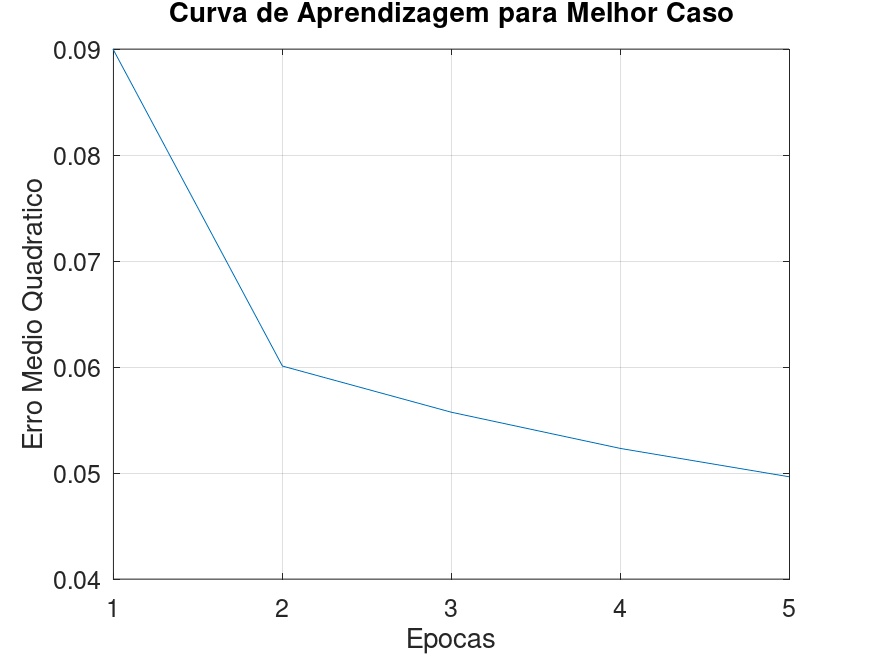 Curva de Aprendizagem para Melhor Caso
0.09
0.08
0.07
0.06
0.05
0.04
Erro Medio Quadratico
1 2 3 4 5
Epocas